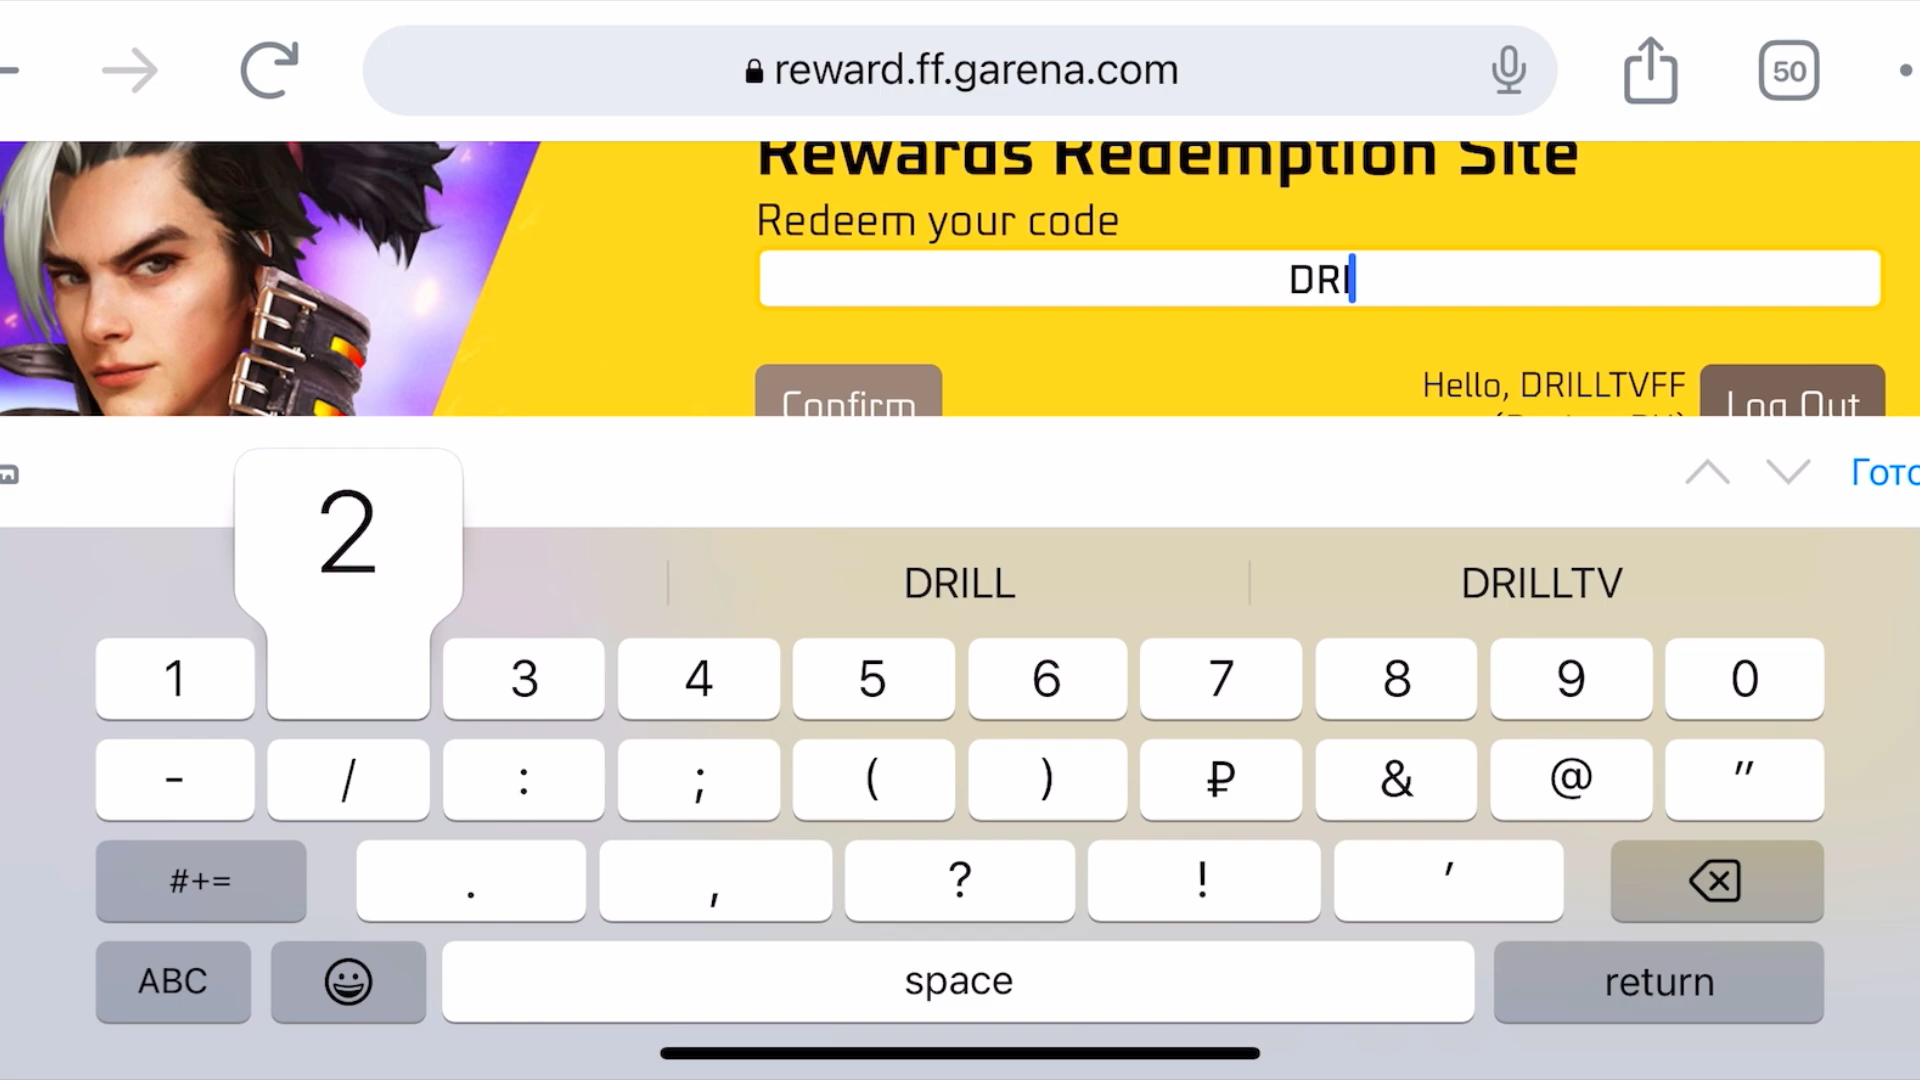 reward.ff.garena.com
50
Rewards Redemption Site
Redeem your code
DRI
Confirm
Hello, DRILLTVFF
Log Out
Гото
2
DRILL
DRILLTV
1 3 4 5 6 7 8 9 0
- / : ; ( ) ₽ & @ "
#+= . , ? ! '
ABC space return